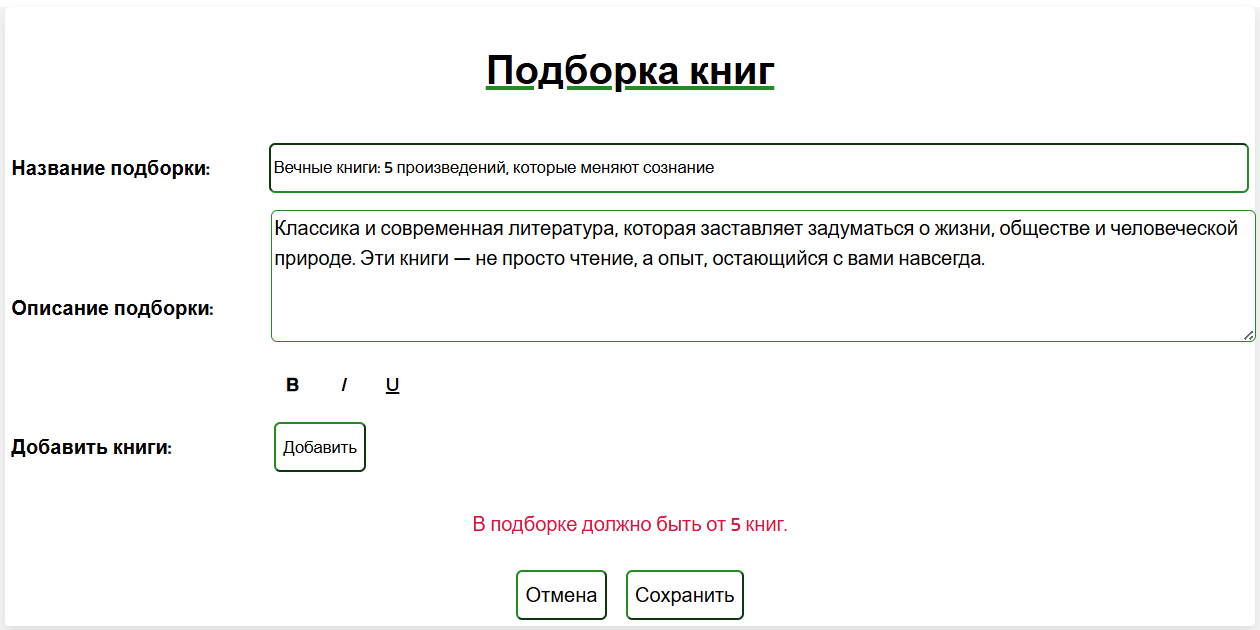 Подборка книг
Название подборки:
Вечные книги: 5 произведений, которые меняют сознание
Классика и современная литература, которая заставляет задуматься о жизни, обществе и человеческой
природе. Эти книги — не просто чтение, а опыт, остающийся с вами навсегда.
Описание подборки:
B I U
Добавить книги:
Добавить
В подборке должно быть от 5 книг.
Отмена Сохранить